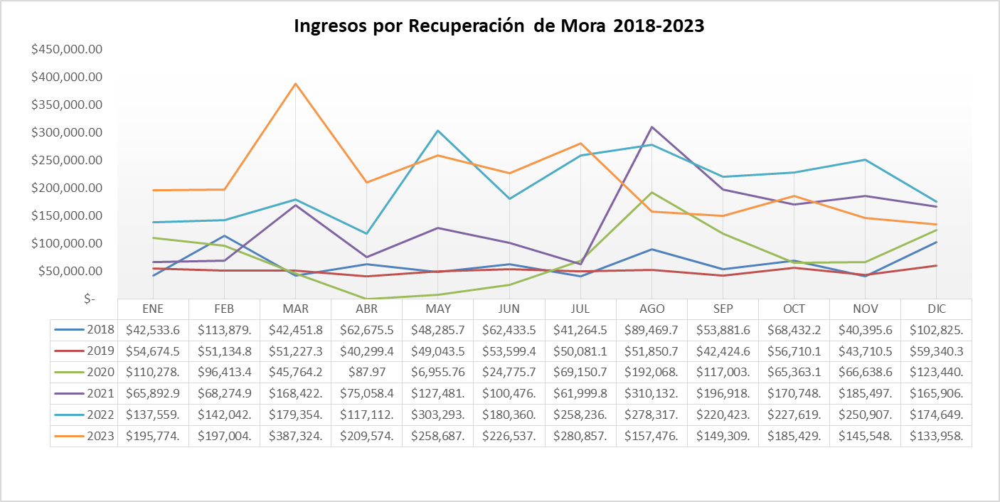 Ingresos por Recuperación de Mora 2018-2023
$450,000.00
$400,000.00
$350,000.00
$300,000.00
$250,000.00
$200,000.00
$150,000.00
$100,000.00
$50,000.00
$-
ENE FEB MAR ABR MAY JUN JUL AGO SEP OCT NOV DIC
2018 $42,533.6 $113,879. $42,451.8 $62,675.5 $48,285.7 $62,433.5 $41,264.5 $89,469.7 $53,881.6 $68,432.2 $40,395.6 $102,825.
2019 $54,674.5 $51,134.8 $51,227.3 $40,299.4 $49,043.5 $53,599.4 $50,081.1 $51,850.7 $42,424.6 $56,710.1 $43,710.5 $59,340.3
2020 $110,278. $96,413.4 $45,764.2 $87.97 $6,955.76 $24,775.7 $69,150.7 $192,068. $117,003. $65,363.1 $66,638.6 $123,440.
2021 $65,892.9 $68,274.9 $168,422. $75,058.4 $127,481. $100,476. $61,999.8 $310,132. $196,918. $170,748. $185,497. $165,906.
2022 $137,559. $142,042. $179,354. $117,112. $303,293. $180,360. $258,236. $278,317. $220,423. $227,619. $250,907. $174,649.
2023 $195,774. $197,004. $387,324. $209,574. $258,687. $226,537. $280,857. $157,476. $149,309. $185,429. $145,548. $133,958.